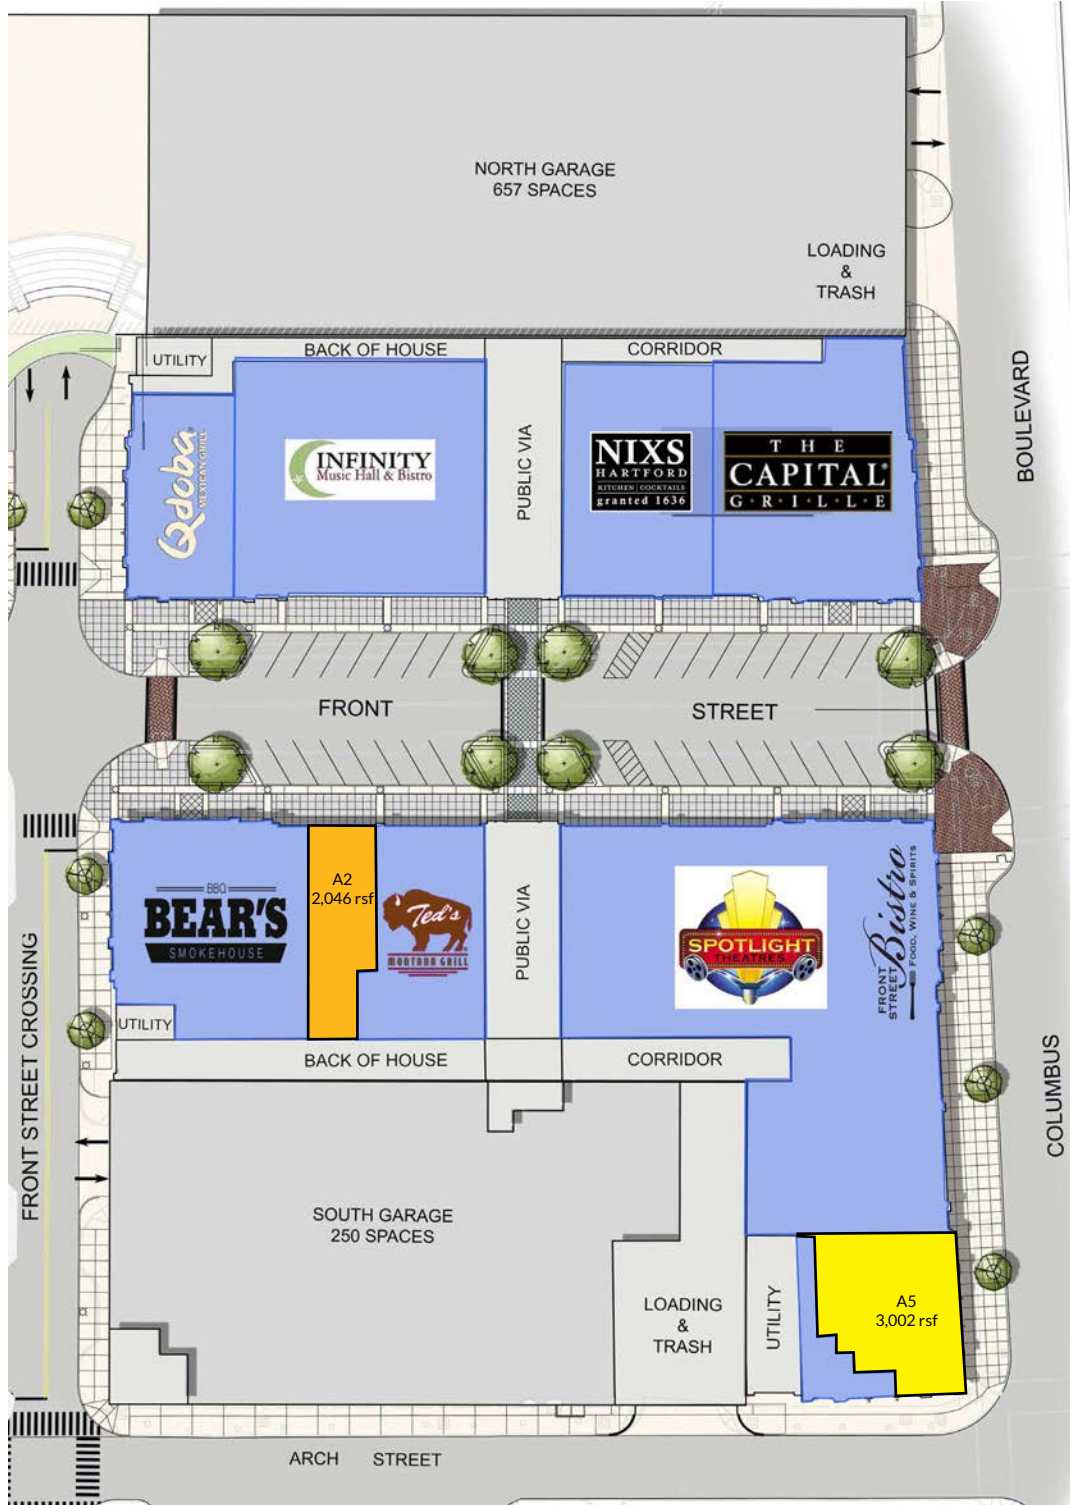 NORTH GARAGE
657 SPACES
LOADING
&
TRASH
UTILITY
BACK OF HOUSE
CORRIDOR
BOULEVARD
Qdoba®
MEXICAN GRILL
INFINITY
Music Hall & Bistro
PUBLIC VIA
NIXS
HARTFORD
KITCHEN | COCKTAILS
granted 1636
THE
CAPITAL®
G·R·I·L·L·E
FRONT STREET
BBQ
BEAR'S
SMOKEHOUSE
A2
2,046 rsf
Ted's
MONTANA GRILL
PUBLIC VIA
SPOTLIGHT
THEATRES
FRONT
STREET
Bistro
FOOD, WINE & SPIRITS
UTILITY
BACK OF HOUSE
CORRIDOR
FRONT STREET CROSSING
COLUMBUS
SOUTH GARAGE
250 SPACES
LOADING
&
TRASH
UTILITY
A5
3,002 rsf
ARCH STREET